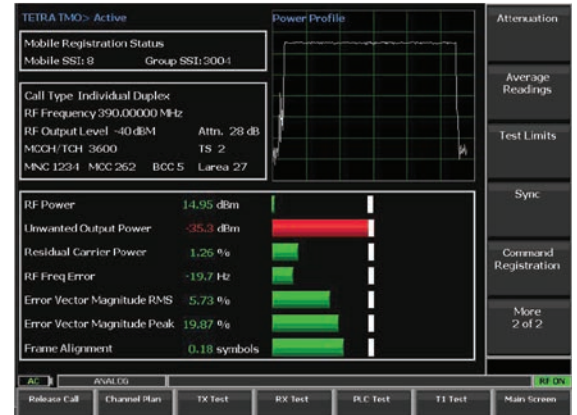 TETRA TMO> Active
Power Profile
Attenuation
Mobile Registration Status
Mobile SSI: 8 Group SSI: 3004
Average
Readings
Call Type Individual Duplex
RF Frequency 390.00000 MHz
RF Output Level -40 dBM Attn. 28 dB
MCCH/TCH 3600 TS 2
MNC 1234 MCC 262 BCC 5 Larea 27
Test Limits
Sync
RF Power 14.95 dBm
Unwanted Output Power -35.3 dBm
Residual Carrier Power 1.26 %
RF Freq Error -19.7 Hz
Error Vector Magnitude RMS 5.73 %
Error Vector Magnitude Peak 19.87 %
Frame Alignment 0.18 symbols
Command
Registration
More
2 of 2
AC ANALOG RF ON
Release Call Channel Plan TX Test RX Test PLC Test T1 Test Main Screen